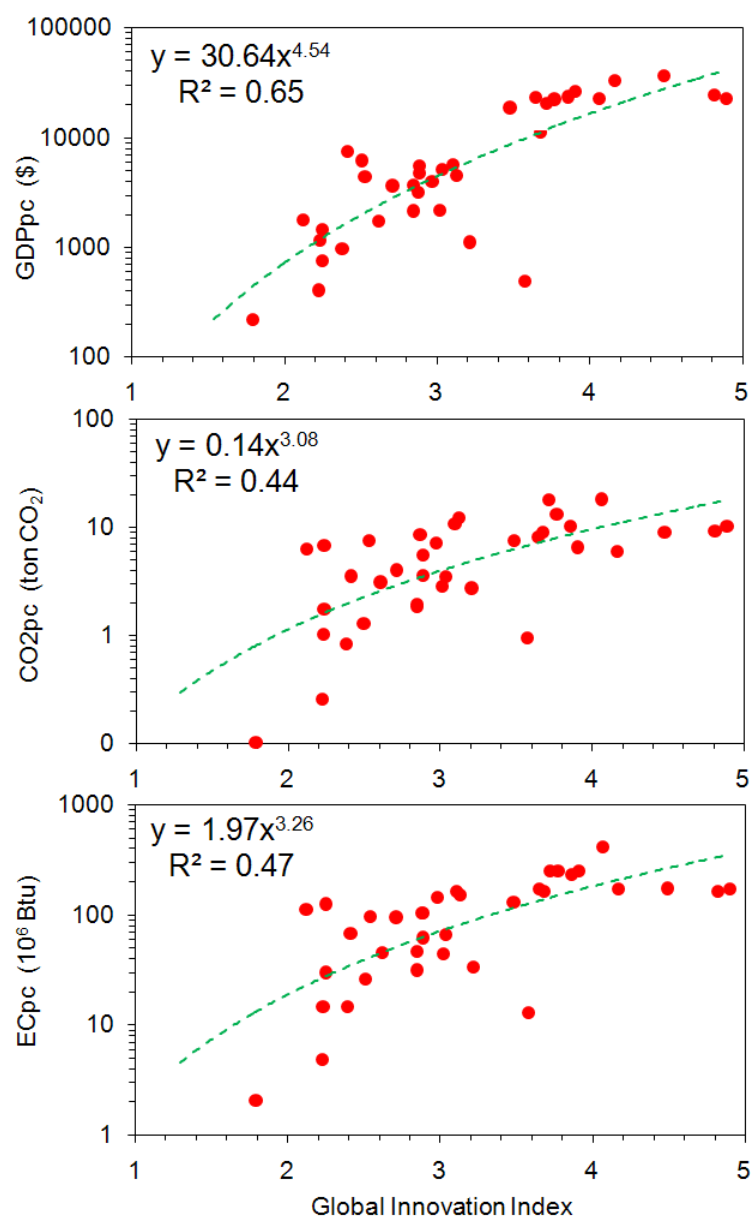 100000
y = 30.64x^4.54
R² = 0.65
10000
GDPpc ($)
1000
100
1 2 3 4 5
100
y = 0.14x^3.08
R² = 0.44
10
CO2pc (ton CO₂)
1
0
1 2 3 4 5
1000
y = 1.97x^3.26
R² = 0.47
100
ECpc (10⁶ Btu)
10
1
1 2 3 4 5
Global Innovation Index